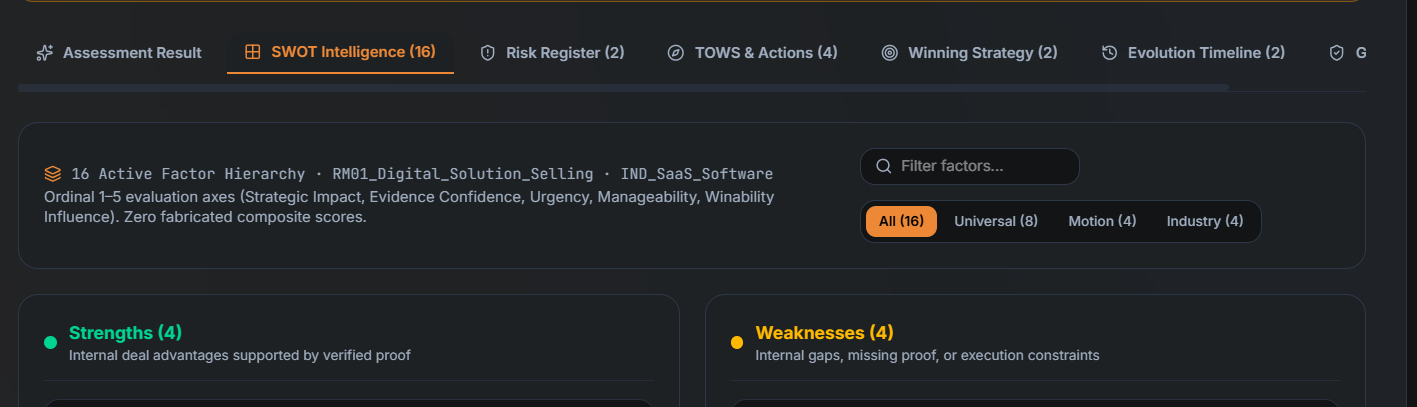 Assessment Result
SWOT Intelligence (16)
Risk Register (2)
TOWS & Actions (4)
Winning Strategy (2)
Evolution Timeline (2)
G
16 Active Factor Hierarchy · RM01_Digital_Solution_Selling · IND_SaaS_Software
Ordinal 1–5 evaluation axes (Strategic Impact, Evidence Confidence, Urgency, Manageability, Winability
Influence). Zero fabricated composite scores.
Filter factors...
All (16)
Universal (8)
Motion (4)
Industry (4)
Strengths (4)
Internal deal advantages supported by verified proof
Weaknesses (4)
Internal gaps, missing proof, or execution constraints